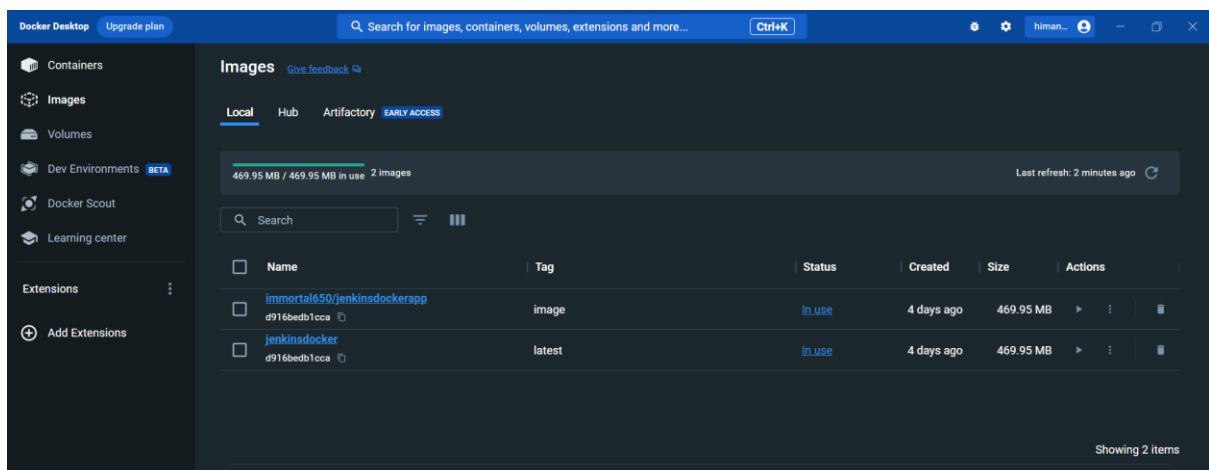 Docker Desktop Upgrade plan Search for images, containers, volumes, extensions and more... Ctrl+K himan...
Containers
Images
Volumes
Dev Environments BETA
Docker Scout
Learning center
Extensions
Add Extensions
Images Give feedback
Local Hub Artifactory EARLY ACCESS
469.95 MB / 469.95 MB in use 2 images Last refresh: 2 minutes ago
Search
Name Tag Status Created Size Actions
immortal650/jenkinsdockerapp
d916bedb1cca image In use 4 days ago 469.95 MB
jenkinsdocker
d916bedb1cca latest In use 4 days ago 469.95 MB
Showing 2 items